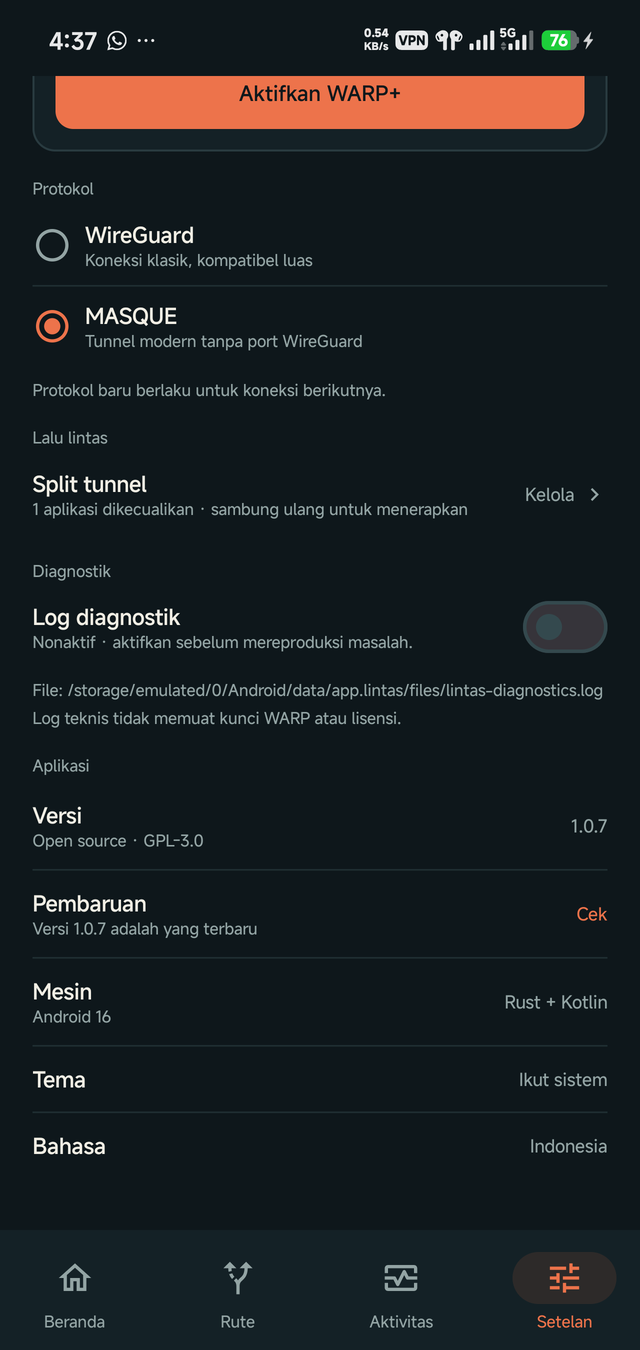 4:37
0.54
KB/s
VPN
5G
76
Aktifkan WARP+
Protokol
WireGuard
Koneksi klasik, kompatibel luas
MASQUE
Tunnel modern tanpa port WireGuard
Protokol baru berlaku untuk koneksi berikutnya.
Lalu lintas
Split tunnel
1 aplikasi dikecualikan · sambung ulang untuk menerapkan
Kelola
Diagnostik
Log diagnostik
Nonaktif · aktifkan sebelum mereproduksi masalah.
File: /storage/emulated/0/Android/data/app.lintas/files/lintas-diagnostics.log
Log teknis tidak memuat kunci WARP atau lisensi.
Aplikasi
Versi
Open source · GPL-3.0
1.0.7
Pembaruan
Versi 1.0.7 adalah yang terbaru
Cek
Mesin
Android 16
Rust + Kotlin
Tema
Ikut sistem
Bahasa
Indonesia
Beranda
Rute
Aktivitas
Setelan